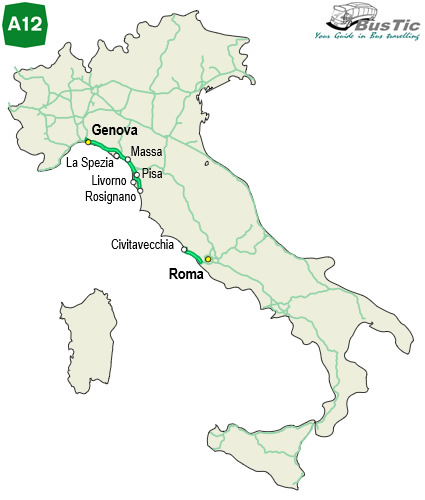 A12
BusTic
Your Guide in Bus travelling
Genova
La Spezia
Massa
Livorno
Pisa
Rosignano
Civitavecchia
Roma